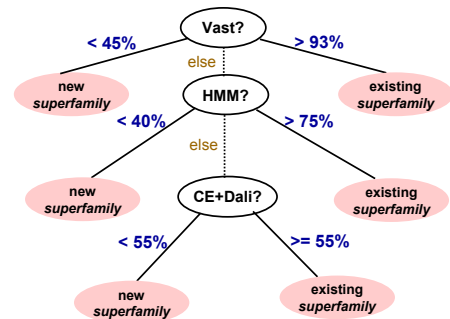 Vast?
< 45%
> 93%
else
new
superfamily
existing
superfamily
HMM?
< 40%
> 75%
else
new
superfamily
existing
superfamily
CE+Dali?
< 55%
>= 55%
new
superfamily
existing
superfamily